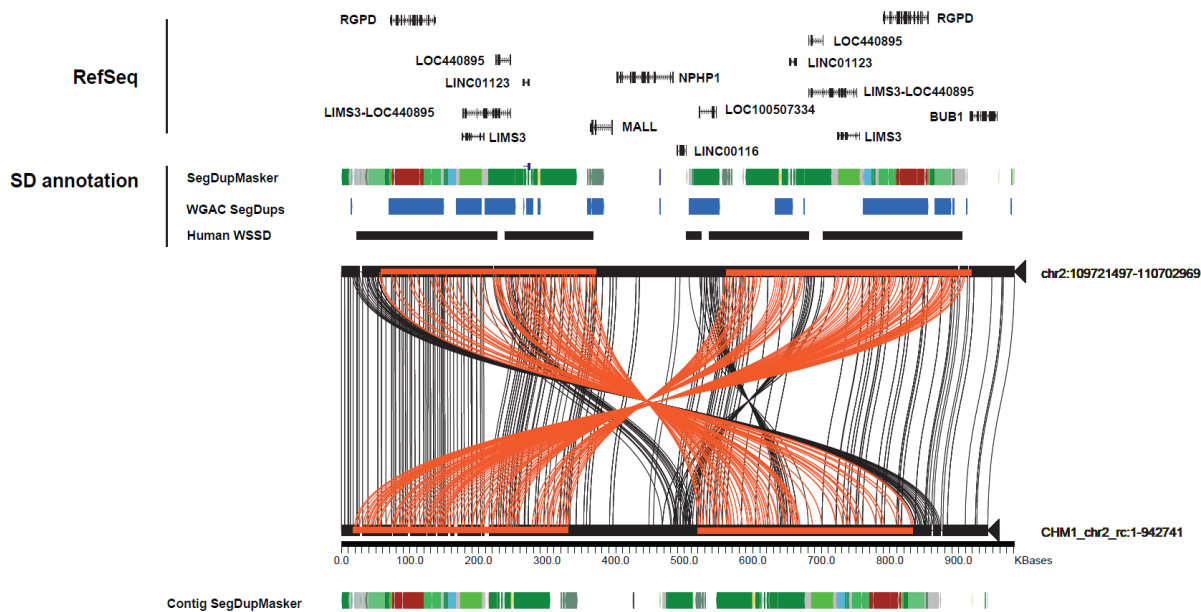 RGPD
RGPD
LOC440895
LOC440895
LINC01123
LINC01123
RefSeq
NPHP1
LIMS3-LOC440895
LIMS3-LOC440895
LOC100507334
BUB1
MALL
LIMS3
LIMS3
LINC00116
SD annotation
SegDupMasker
WGAC SegDups
Human WSSD
chr2:109721497-110702969
CHM1_chr2_rc:1-942741
0.0 100.0 200.0 300.0 400.0 500.0 600.0 700.0 800.0 900.0 KBases
Contig SegDupMasker